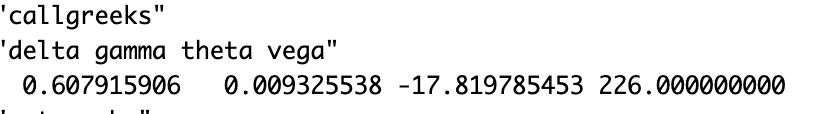 'callgreeks"
'delta gamma theta vega"
0.607915906 0.009325538 -17.819785453 226.000000000